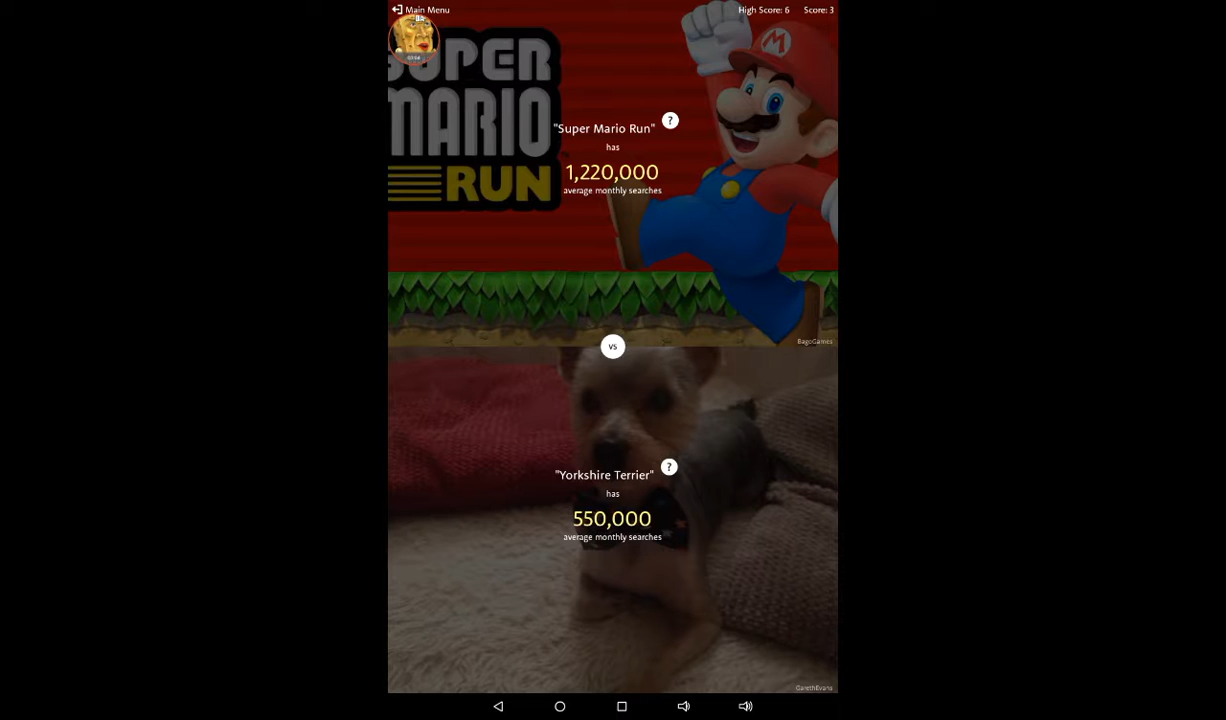 Main Menu
High Score: 6
Score: 3
SUPER
MARIO
RUN
M
"Super Mario Run"
?
has
1,220,000
average monthly searches
BagoGames
vs
"Yorkshire Terrier"
?
has
550,000
average monthly searches
GarethEvans